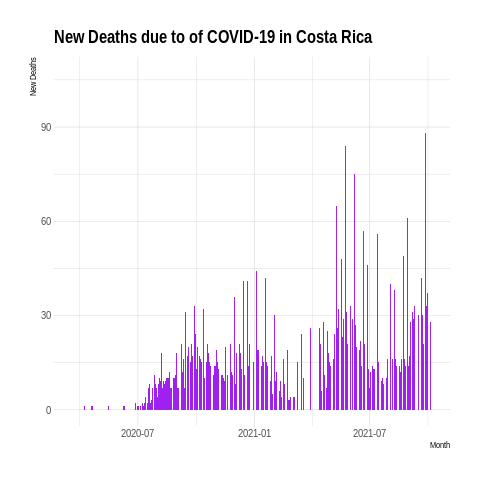 New Deaths due to of COVID-19 in Costa Rica
New Deaths
90
60
30
0
2020-07
2021-01
2021-07
Month